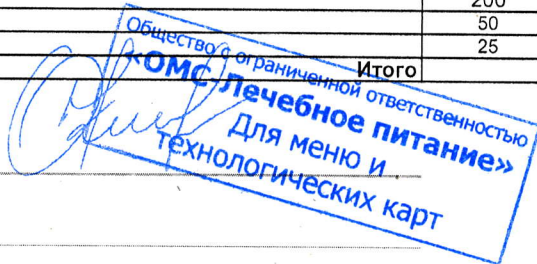 200
50
25
Итого
Общество с ограниченной ответственностью
«ОМС-Лечебное питание»
Для меню и
технологических карт